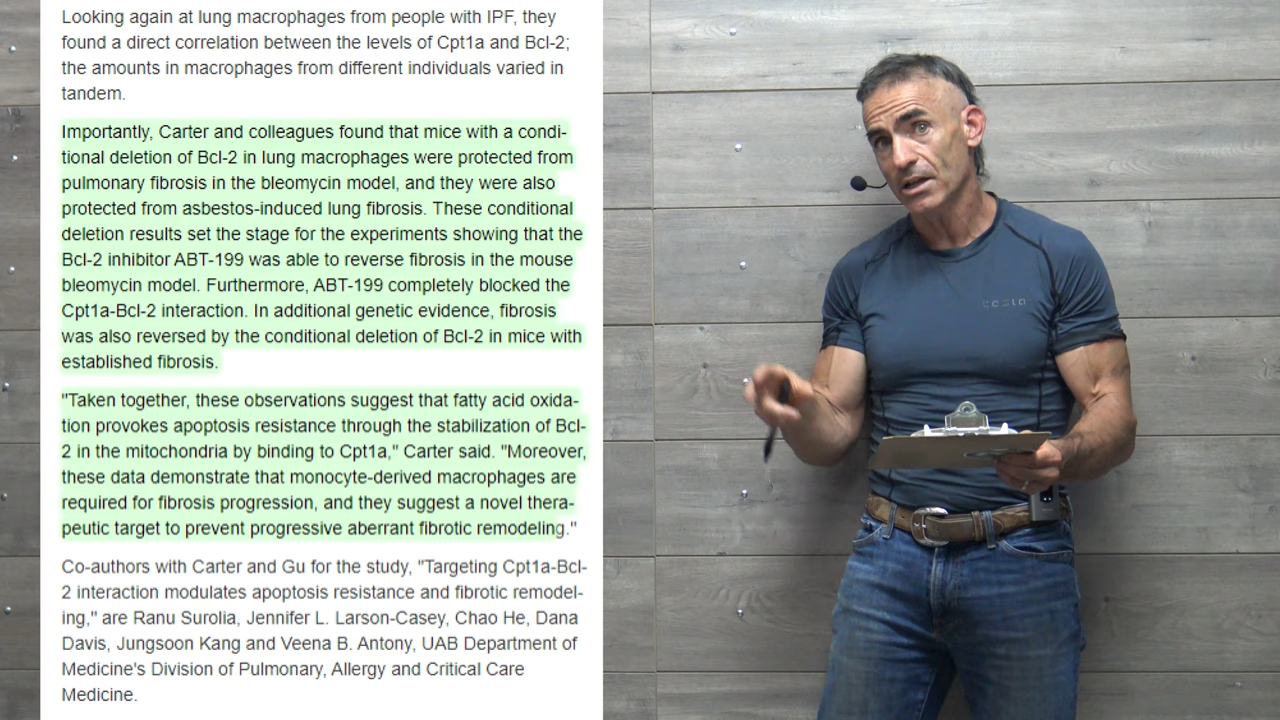 Looking again at lung macrophages from people with IPF, they
found a direct correlation between the levels of Cpt1a and Bcl-2;
the amounts in macrophages from different individuals varied in
tandem.
Importantly, Carter and colleagues found that mice with a condi-
tional deletion of Bcl-2 in lung macrophages were protected from
pulmonary fibrosis in the bleomycin model, and they were also
protected from asbestos-induced lung fibrosis. These conditional
deletion results set the stage for the experiments showing that the
Bcl-2 inhibitor ABT-199 was able to reverse fibrosis in the mouse
bleomycin model. Furthermore, ABT-199 completely blocked the
Cpt1a-Bcl-2 interaction. In additional genetic evidence, fibrosis
was also reversed by the conditional deletion of Bcl-2 in mice with
established fibrosis.
"Taken together, these observations suggest that fatty acid oxida-
tion provokes apoptosis resistance through the stabilization of Bcl-
2 in the mitochondria by binding to Cpt1a," Carter said. "Moreover,
these data demonstrate that monocyte-derived macrophages are
required for fibrosis progression, and they suggest a novel thera-
peutic target to prevent progressive aberrant fibrotic remodeling."
Co-authors with Carter and Gu for the study, "Targeting Cpt1a-Bcl-
2 interaction modulates apoptosis resistance and fibrotic remodel-
ing," are Ranu Surolia, Jennifer L. Larson-Casey, Chao He, Dana
Davis, Jungsoon Kang and Veena B. Antony, UAB Department of
Medicine's Division of Pulmonary, Allergy and Critical Care
Medicine.